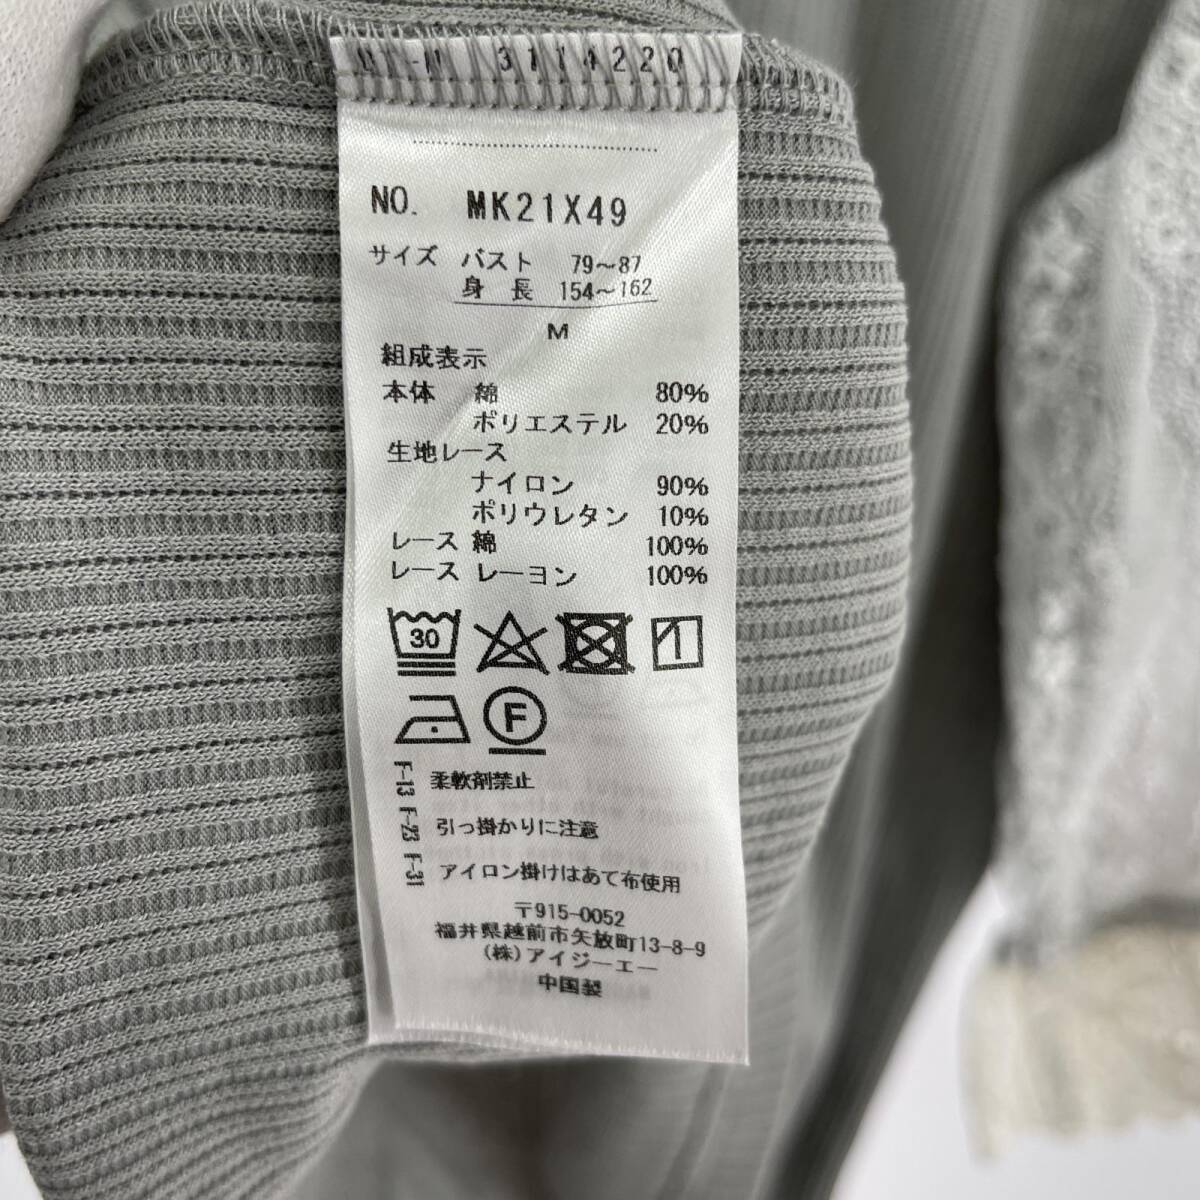 3114220
NO. MK21X49
サイズ バスト 79～87
身長 154～162
M
組成表示
本体 綿 80%
ポリエステル 20%
生地レース
ナイロン 90%
ポリウレタン 10%
レース 綿 100%
レース レーヨン 100%
30
F
F-13 柔軟剤禁止
F-23 引っ掛かりに注意
F-31 アイロン掛けはあて布使用
〒915-0052
福井県越前市矢放町13-8-9
(株)アイジーエー
中国製